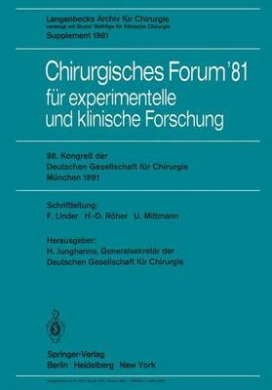 Langenbecks Archiv für Chirurgie
vereinigt mit Bruns' Beiträge für Klinische Chirurgie
Supplement 1981
Chirurgisches Forum '81
für experimentelle
und klinische Forschung
98. Kongreß der
Deutschen Gesellschaft für Chirurgie
München 1981
Schriftleitung:
F. Linder H.-D. Röher U. Mittmann
Herausgeber:
H. Junghanns, Generalsekretär der
Deutschen Gesellschaft für Chirurgie
Springer-Verlag
Berlin Heidelberg New York